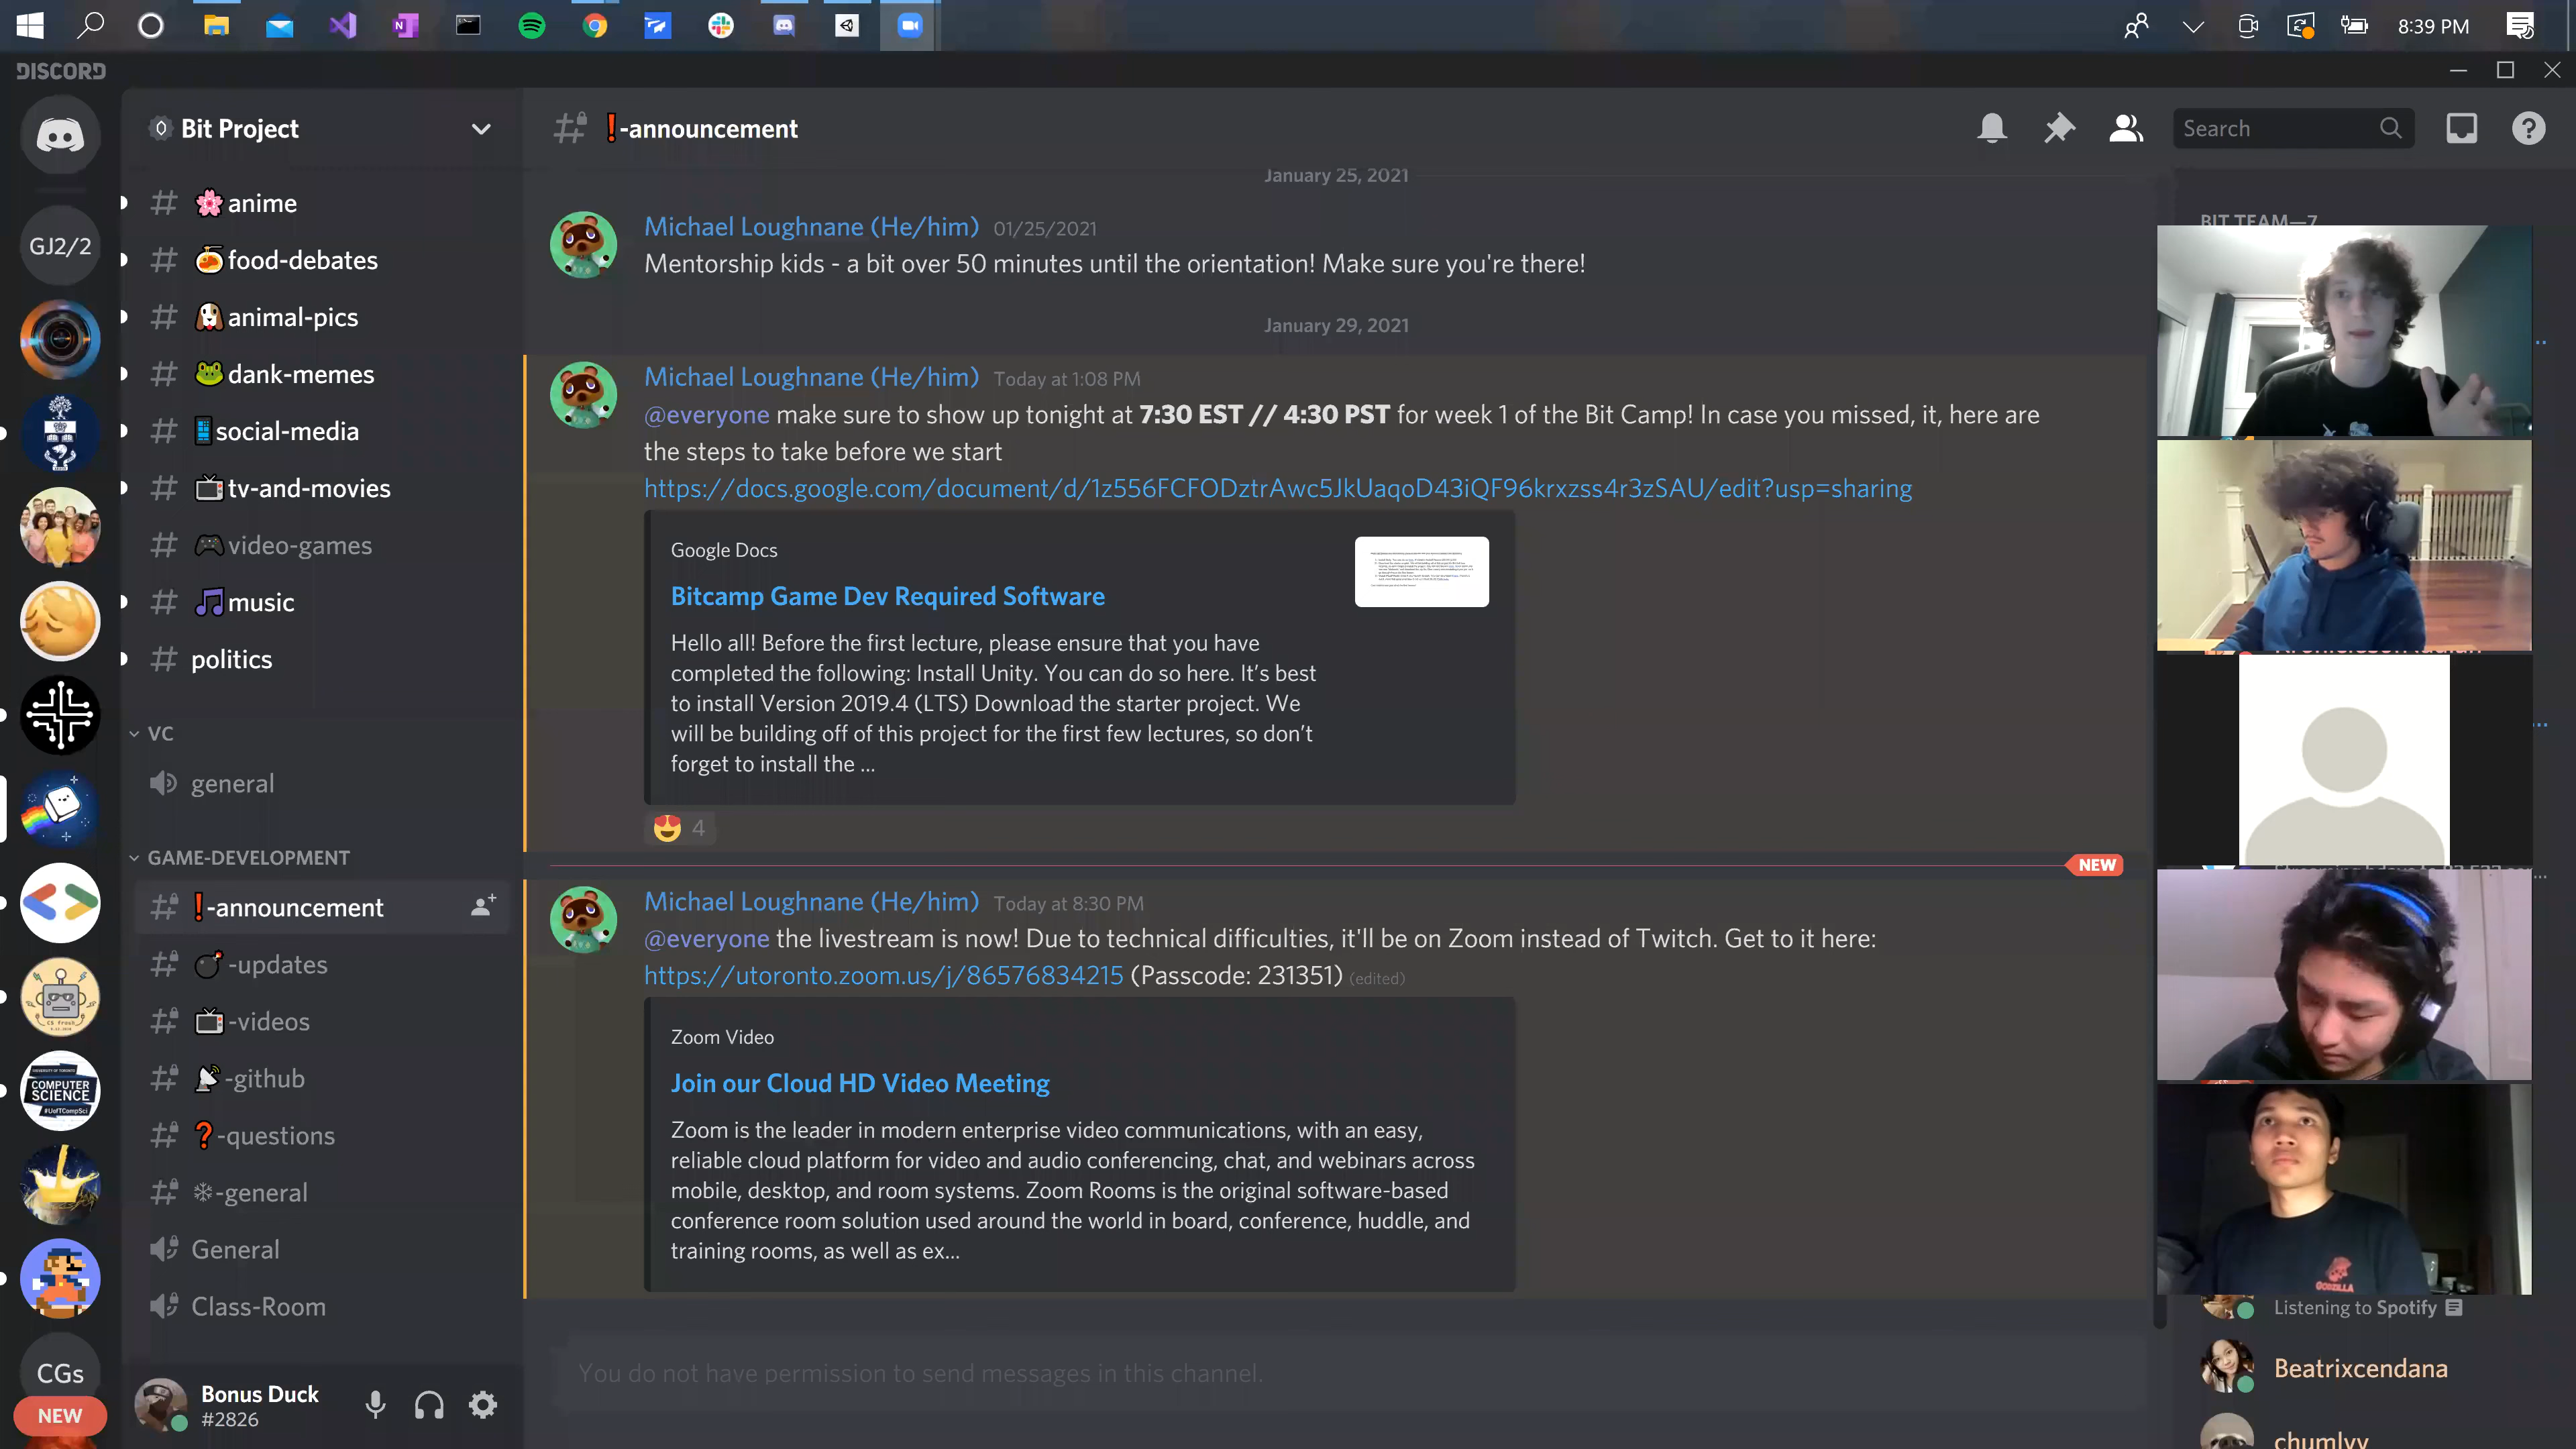 8:39 PM
DISCORD
Bit Project
!-announcement
Search
GJ2/2
anime
food-debates
animal-pics
dank-memes
social-media
tv-and-movies
video-games
music
politics
VC
general
GAME-DEVELOPMENT
!-announcement
-updates
-videos
-github
?-questions
-general
General
Class-Room
COMPUTER
SCIENCE
#UofTCompSci
CGs
NEW
Bonus Duck
#2826
January 25, 2021
Michael Loughnane (He/him) 01/25/2021
Mentorship kids - a bit over 50 minutes until the orientation! Make sure you're there!
January 29, 2021
Michael Loughnane (He/him) Today at 1:08 PM
@everyone make sure to show up tonight at 7:30 EST // 4:30 PST for week 1 of the Bit Camp! In case you missed, it, here are
the steps to take before we start
https://docs.google.com/document/d/1z556FCFODztrAwc5JkUaqoD43iQF96krxzss4r3zSAU/edit?usp=sharing
Google Docs
Bitcamp Game Dev Required Software
Hello all! Before the first lecture, please ensure that you have
completed the following: Install Unity. You can do so here. It’s best
to install Version 2019.4 (LTS) Download the starter project. We
will be building off of this project for the first few lectures, so don’t
forget to install the ...
4
NEW
Michael Loughnane (He/him) Today at 8:30 PM
@everyone the livestream is now! Due to technical difficulties, it'll be on Zoom instead of Twitch. Get to it here:
https://utoronto.zoom.us/j/86576834215 (Passcode: 231351) (edited)
Zoom Video
Join our Cloud HD Video Meeting
Zoom is the leader in modern enterprise video communications, with an easy,
reliable cloud platform for video and audio conferencing, chat, and webinars across
mobile, desktop, and room systems. Zoom Rooms is the original software-based
conference room solution used around the world in board, conference, huddle, and
training rooms, as well as ex...
You do not have permission to send messages in this channel.
BIT TEAM—7
GODZILLA
Listening to Spotify
Beatrixcendana
chumlyy